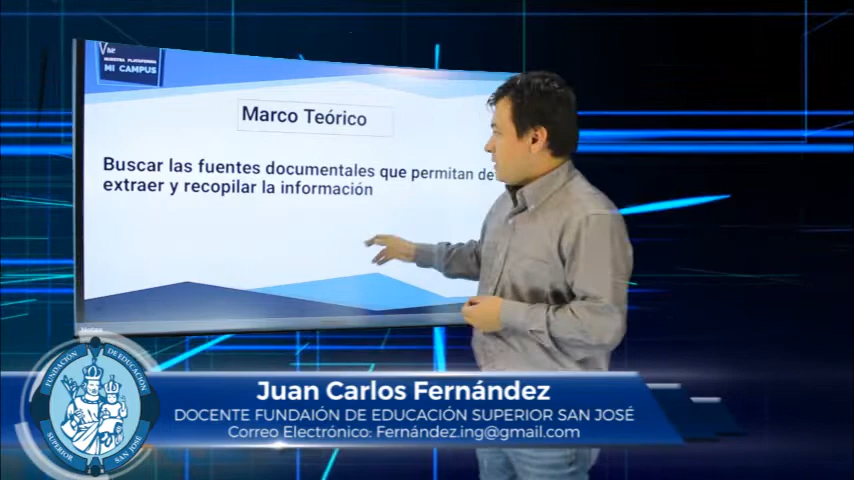 NUESTRA PLATAFORMA
MI CAMPUS
Marco Teórico
Buscar las fuentes documentales que permitan de
extraer y recopilar la información
FUNDACIÓN DE EDUCACIÓN
SUPERIOR SAN JOSÉ
Juan Carlos Fernández
DOCENTE FUNDAIÓN DE EDUCACIÓN SUPERIOR SAN JOSÉ
Correo Electrónico: Fernández.ing@gmail.com